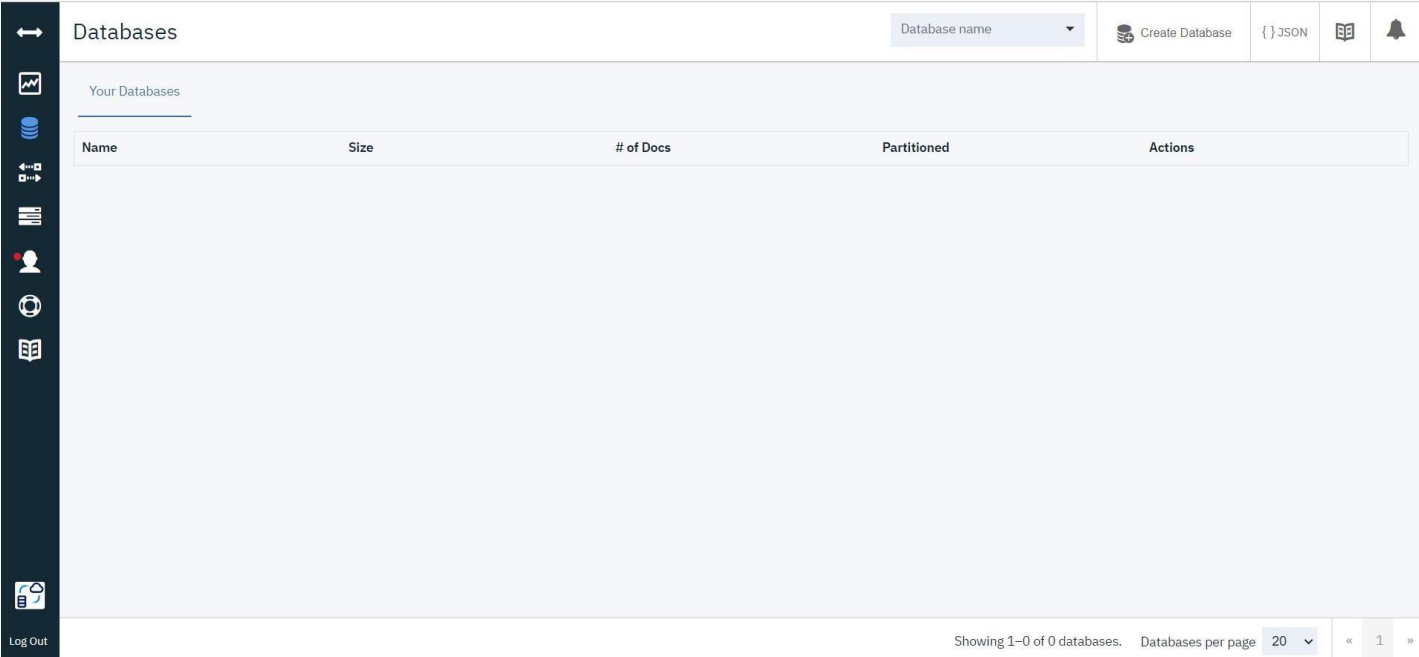 Databases
Database name
Create Database
{ } JSON
Your Databases
Name Size # of Docs Partitioned Actions
Log Out
Showing 1–0 of 0 databases. Databases per page 20 « 1 »